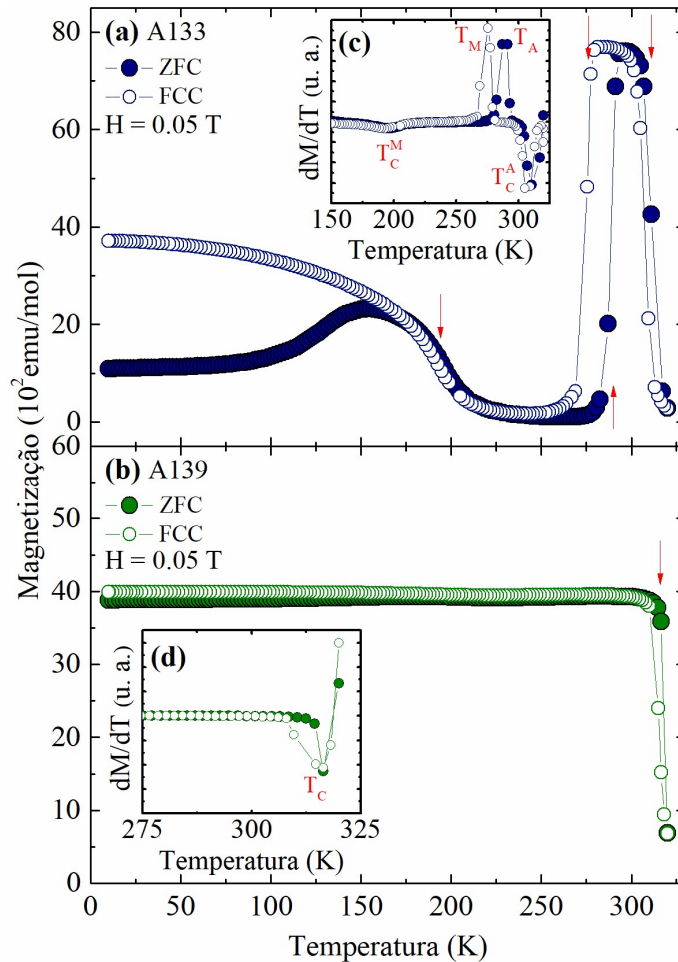 (a) A133
ZFC
FCC
H = 0.05 T
80
60
40
20
0
(c)
T_M
T_A
T_C^M
T_C^A
dM/dT (u. a.)
150 200 250 300
Temperatura (K)
Magnetização (10² emu/mol)
(b) A139
ZFC
FCC
H = 0.05 T
60
50
40
30
20
10
0
(d)
dM/dT (u. a.)
T_C
275 300 325
Temperatura (K)
0 50 100 150 200 250 300
Temperatura (K)